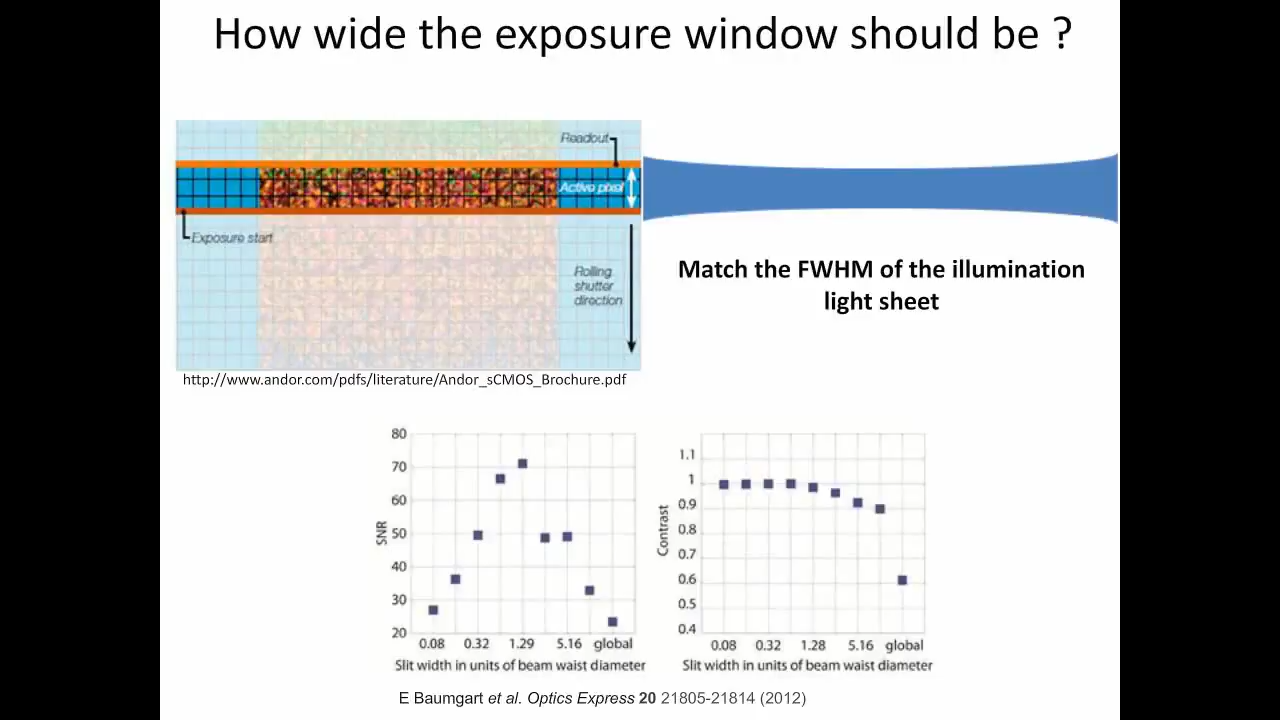 How wide the exposure window should be ?
Readout
Active pixel
Exposure start
Rolling
shutter
direction
http://www.andor.com/pdfs/literature/Andor_sCMOS_Brochure.pdf
Match the FWHM of the illumination
light sheet
80
70
60
50
40
30
20
SNR
0.08 0.32 1.29 5.16 global
Slit width in units of beam waist diameter
1.1
1
0.9
0.8
0.7
0.6
0.5
0.4
Contrast
0.08 0.32 1.28 5.16 global
Slit width in units of beam waist diameter
E Baumgart et al. Optics Express 20 21805-21814 (2012)